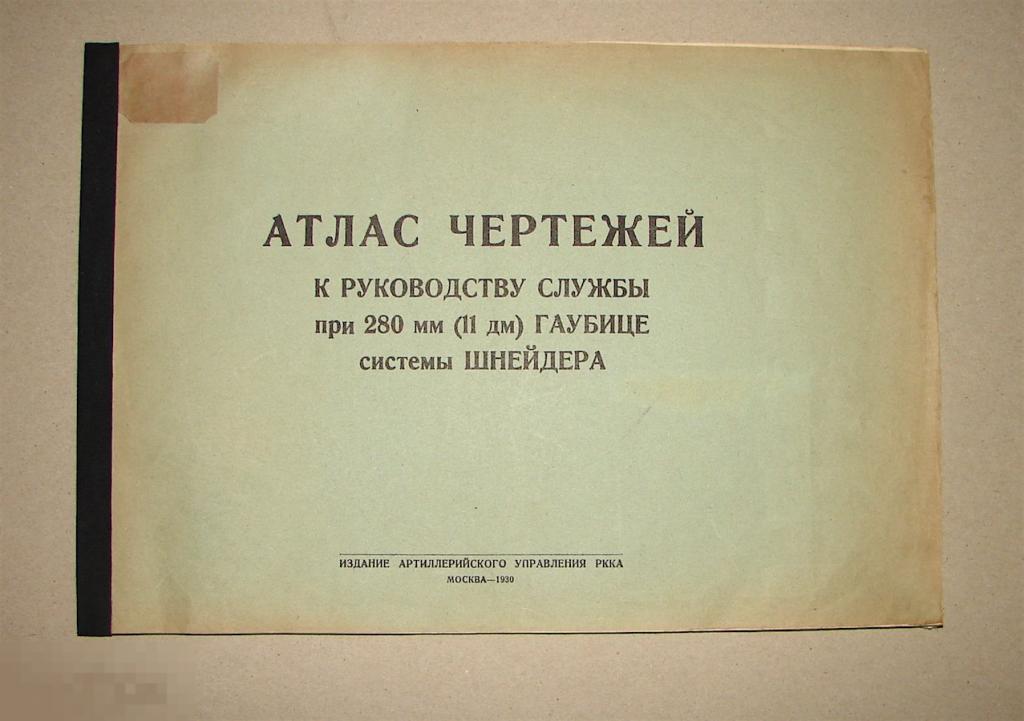 АТЛАС ЧЕРТЕЖЕЙ
К РУКОВОДСТВУ СЛУЖБЫ
при 280 мм (11 дм) ГАУБИЦЕ
системы ШНЕЙДЕРА
ИЗДАНИЕ АРТИЛЛЕРИЙСКОГО УПРАВЛЕНИЯ РККА
МОСКВА—1930